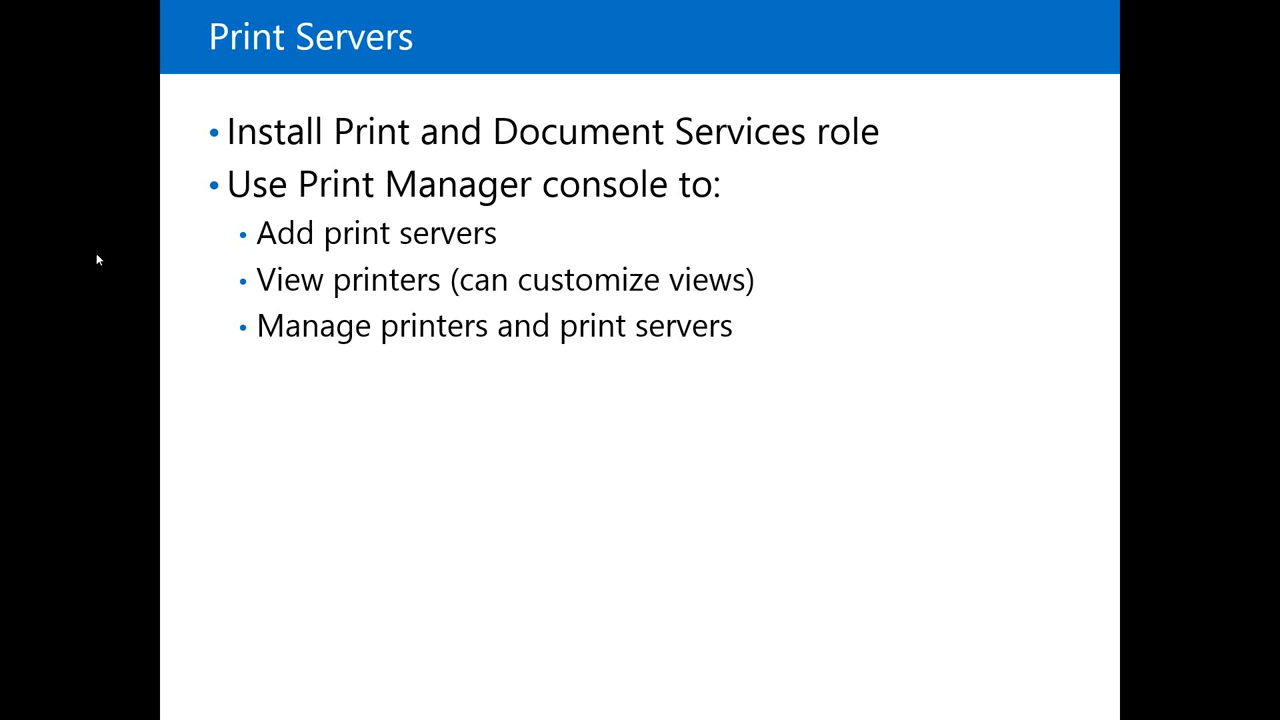 Print Servers
• Install Print and Document Services role
• Use Print Manager console to:
• Add print servers
• View printers (can customize views)
• Manage printers and print servers